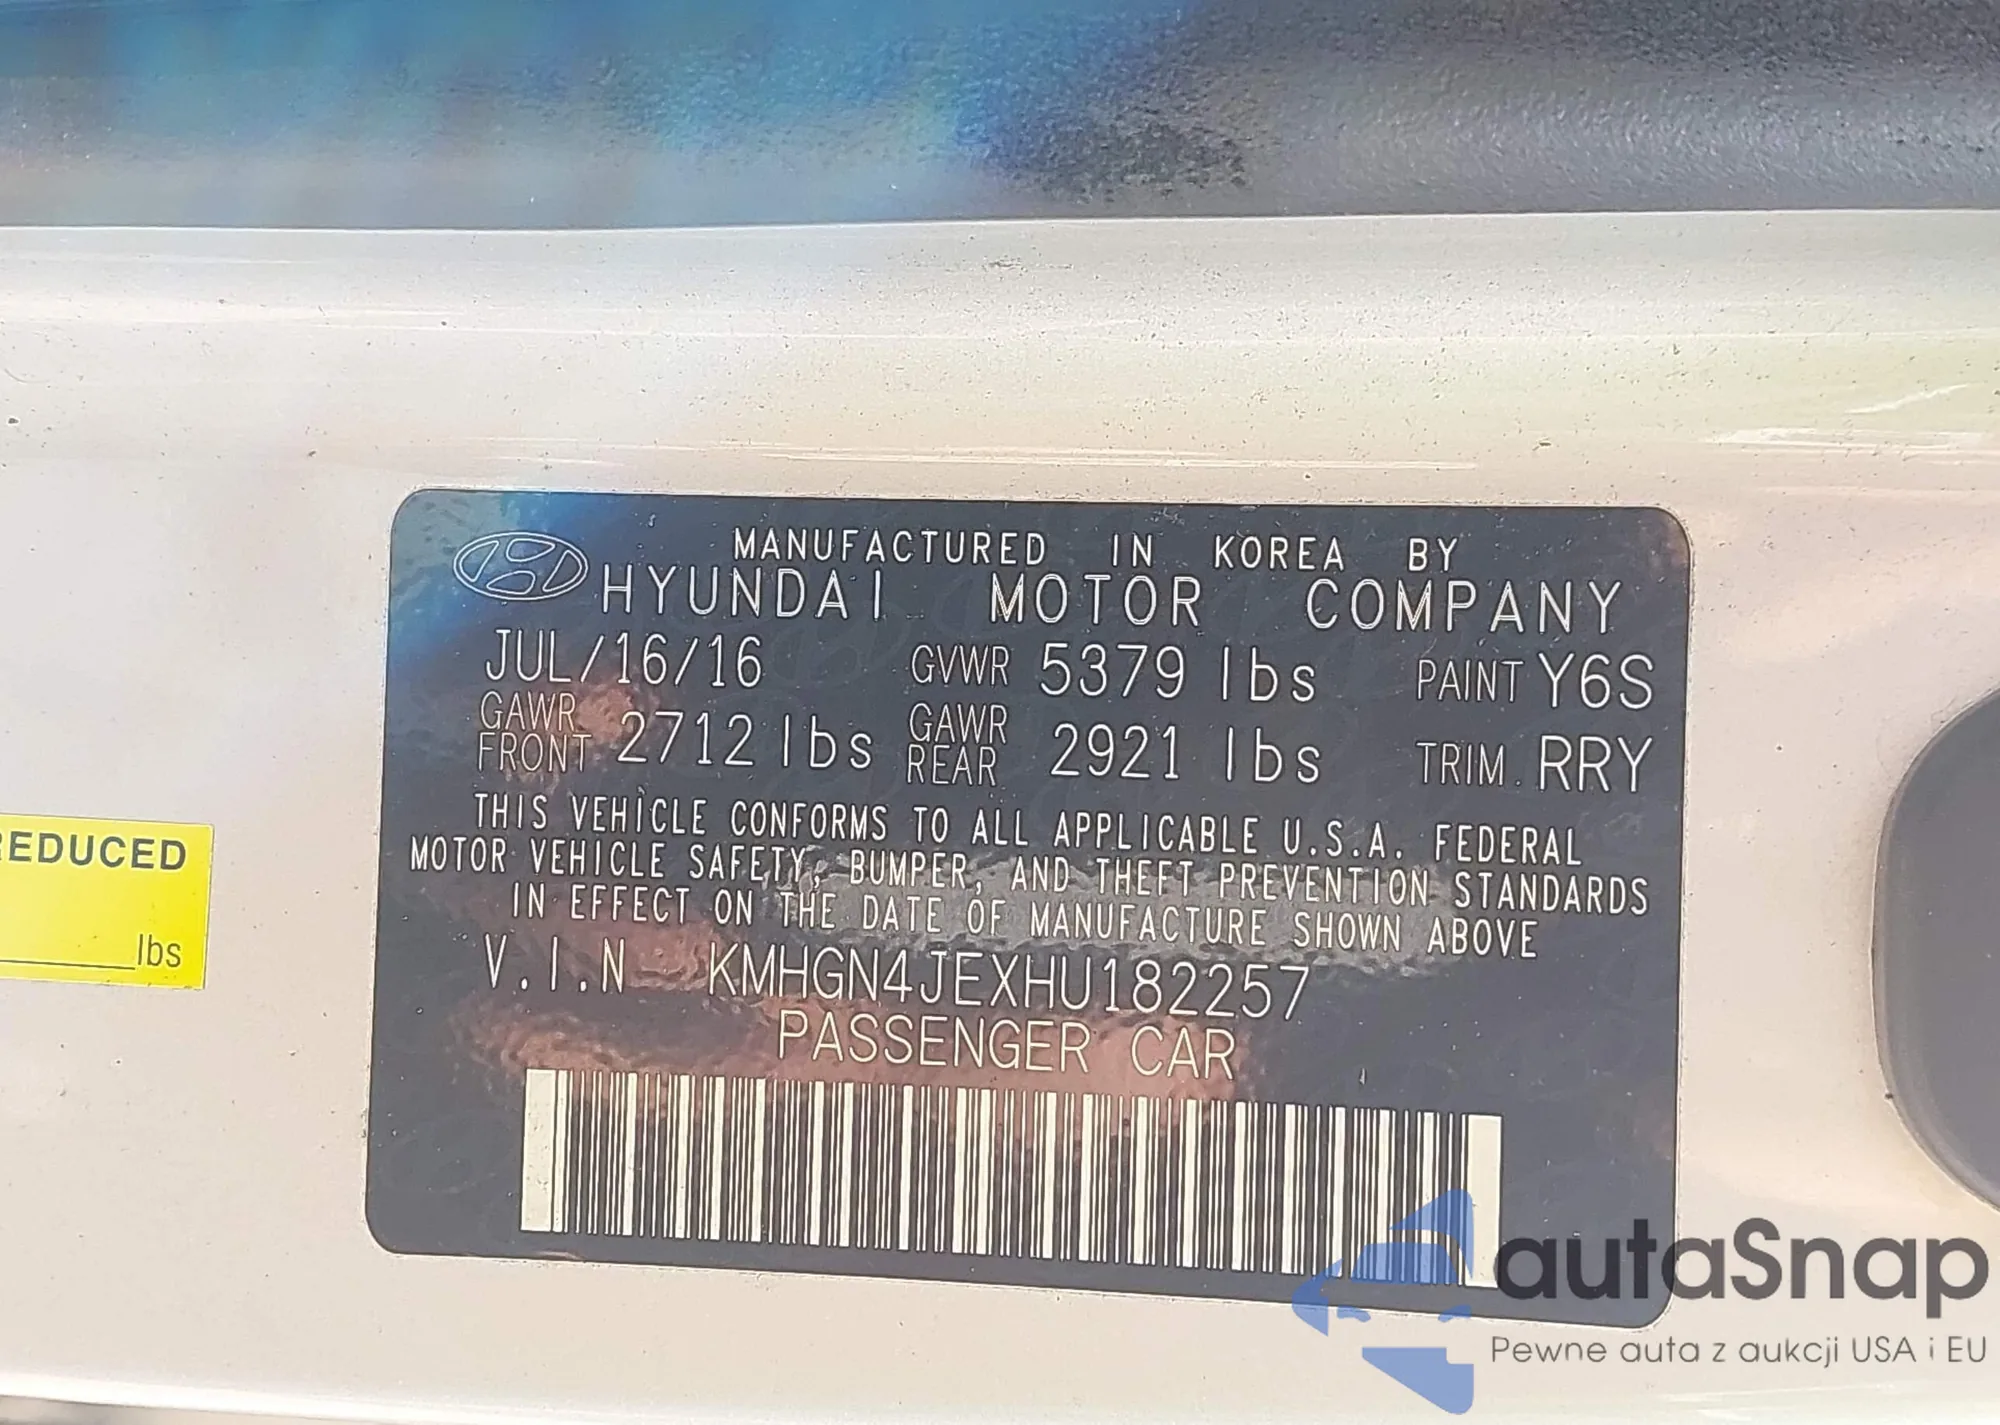 MANUFACTURED IN KOREA BY
HYUNDAI MOTOR COMPANY
JUL/16/16 GVWR 5379 lbs PAINT Y6S
GAWR FRONT 2712 lbs GAWR REAR 2921 lbs TRIM. RRY
THIS VEHICLE CONFORMS TO ALL APPLICABLE U.S.A. FEDERAL
MOTOR VEHICLE SAFETY, BUMPER, AND THEFT PREVENTION STANDARDS
IN EFFECT ON THE DATE OF MANUFACTURE SHOWN ABOVE
V.I.N KMHGN4JEXHU182257
PASSENGER CAR
REDUCED
lbs
autaSnap
Pewne auta z aukcji USA i EU